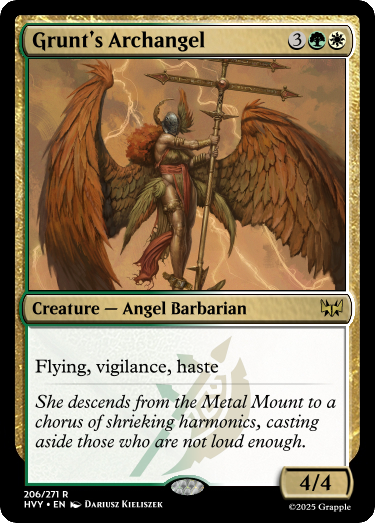 Grunt's Archangel 3
Creature — Angel Barbarian
Flying, vigilance, haste
She descends from the Metal Mount to a
chorus of shrieking harmonics, casting
aside those who are not loud enough.
4/4
206/271 R
HVY • EN Dariusz Kieliszek
©2025 Grapple